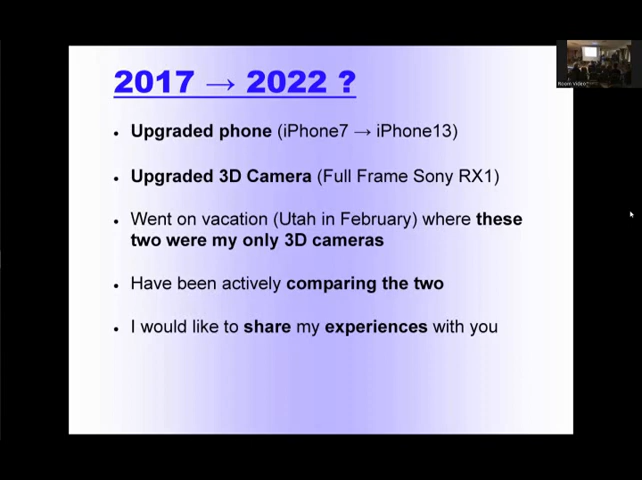 2017 → 2022 ?
• Upgraded phone (iPhone7 → iPhone13)
• Upgraded 3D Camera (Full Frame Sony RX1)
• Went on vacation (Utah in February) where these
two were my only 3D cameras
• Have been actively comparing the two
• I would like to share my experiences with you
Room Video